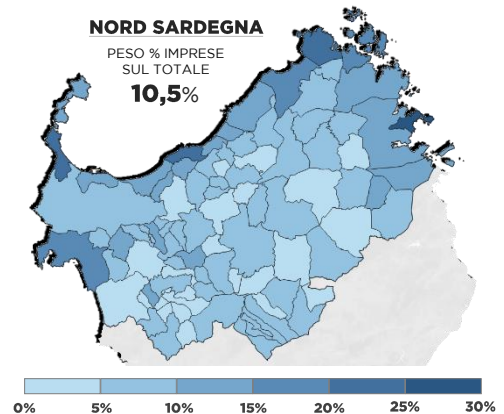 NORD SARDEGNA
PESO % IMPRESE
SUL TOTALE
10,5%
0% 5% 10% 15% 20% 25% 30%